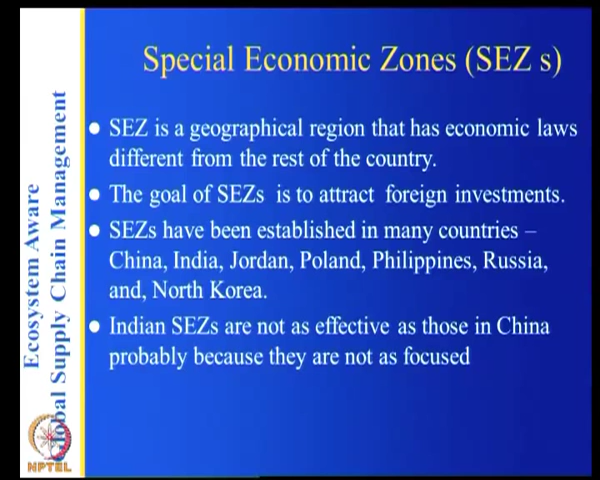 Special Economic Zones (SEZ s)
SEZ is a geographical region that has economic laws
different from the rest of the country.
The goal of SEZs is to attract foreign investments.
SEZs have been established in many countries –
China, India, Jordan, Poland, Philippines, Russia,
and, North Korea.
Indian SEZs are not as effective as those in China
probably because they are not as focused
Ecosystem Aware
Global Supply Chain Management
NPTEL